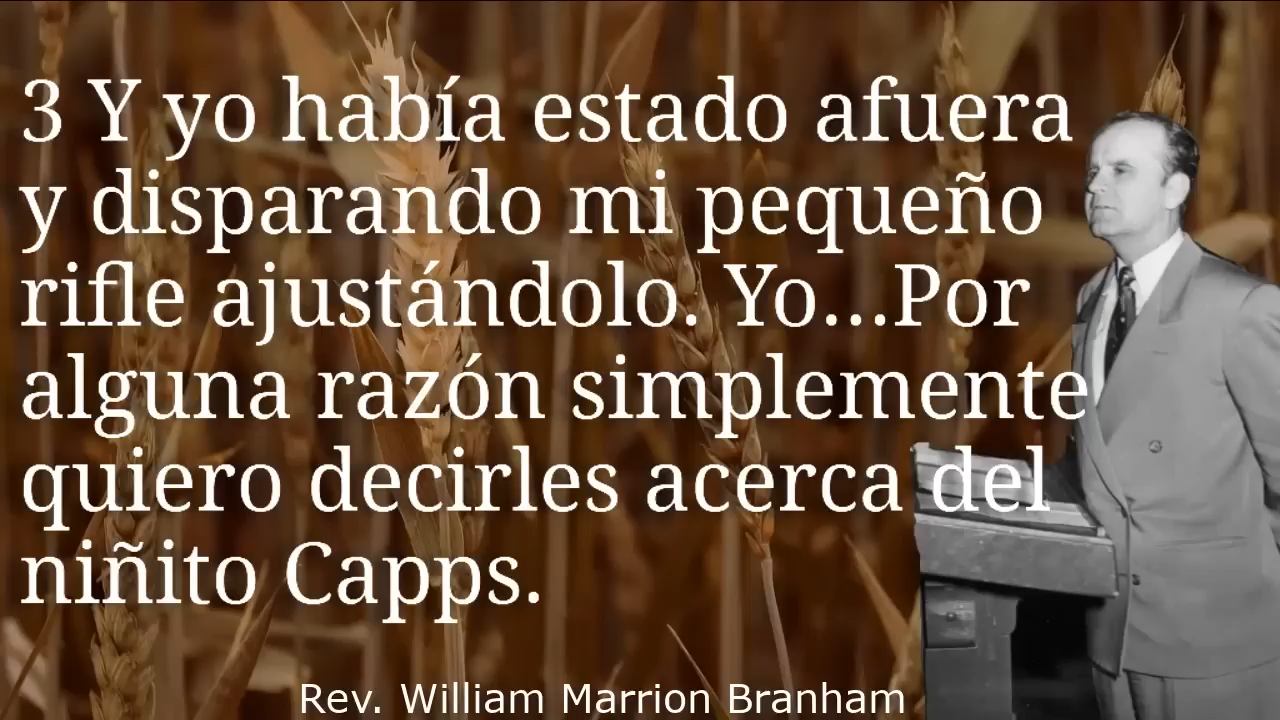 3 Y yo había estado afuera
y disparando mi pequeño
rifle ajustándolo. Yo...Por
alguna razón simplemente
quiero decirles acerca del
niñito Capps.
Rev. William Marrion Branham